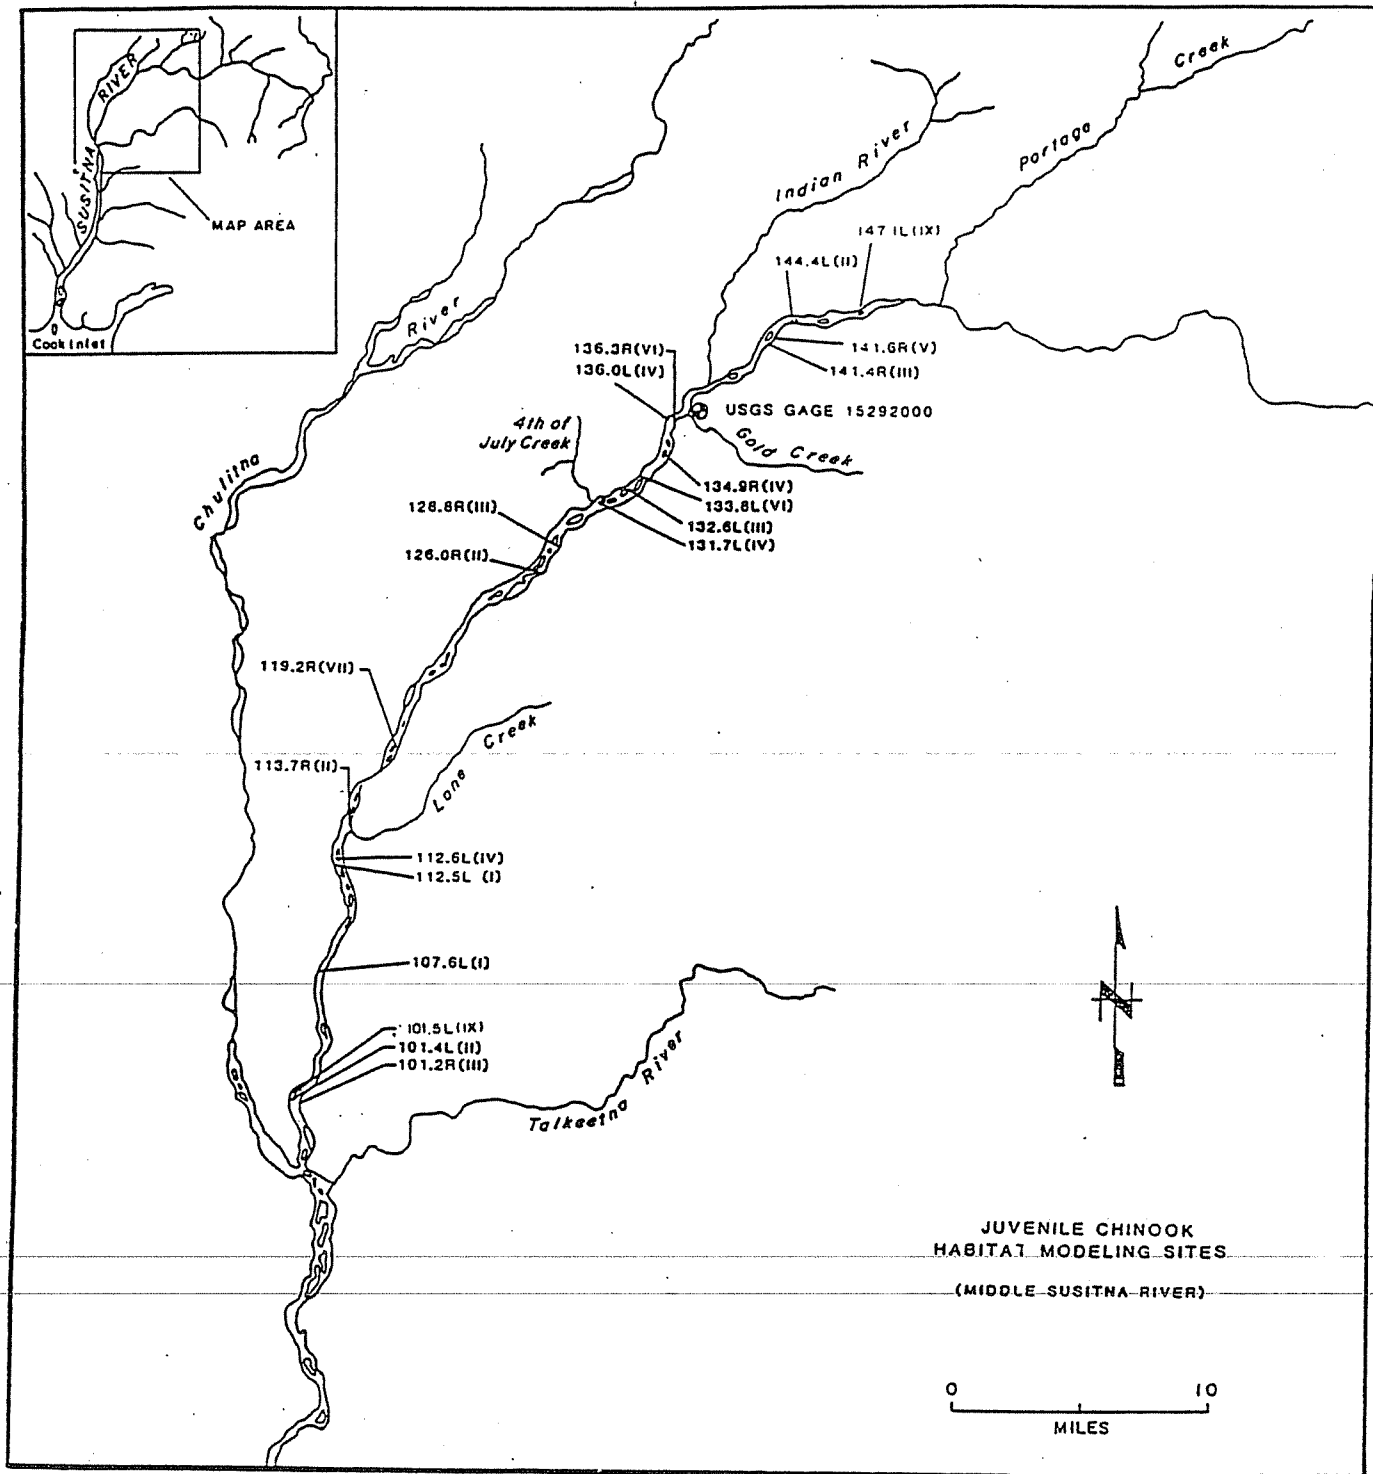 RIVER
SUSITNA
MAP AREA
Cook Inlet
Creek
Portage
Indian River
147 1L(IX)
144.4L(II)
River
136.3R(VI)
136.0L(IV)
141.6R(V)
141.4R(III)
USGS GAGE 15292000
4th of
July Creek
Gold Creek
Chulitna
134.9R(IV)
133.8L(VI)
128.8R(III)
132.6L(III)
131.7L(IV)
126.0R(II)
119.2R(VII)
Creek
113.7R(II)
Lane
112.6L(IV)
112.5L (I)
107.6L(I)
101.5L(IX)
101.4L(II)
101.2R(III)
River
Talkeetna
N
JUVENILE CHINOOK
HABITAT MODELING SITES
(MIDDLE SUSITNA RIVER)
0 10
MILES